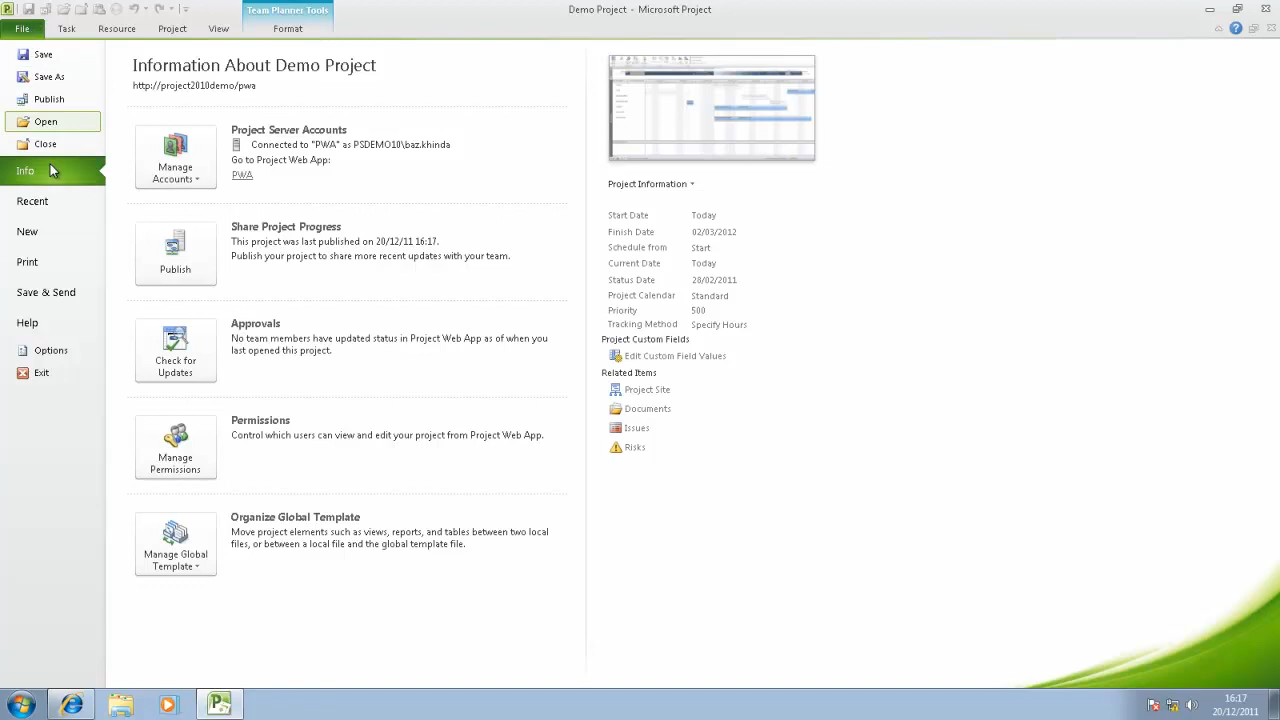 Team Planner Tools
Demo Project - Microsoft Project
File Task Resource Project View Format
Save
Save As
Publish
Open
Close
Info
Recent
New
Print
Save & Send
Help
Options
Exit
Information About Demo Project
http://project2010demo/pwa
Manage
Accounts
Project Server Accounts
Connected to "PWA" as PSDEMO10\baz.khinda
Go to Project Web App:
PWA
Publish
Share Project Progress
This project was last published on 20/12/11 16:17.
Publish your project to share more recent updates with your team.
Check for
Updates
Approvals
No team members have updated status in Project Web App as of when you
last opened this project.
Manage
Permissions
Permissions
Control which users can view and edit your project from Project Web App.
Manage Global
Template
Organize Global Template
Move project elements such as views, reports, and tables between two local
files, or between a local file and the global template file.
Project Information
Start Date Today
Finish Date 02/03/2012
Schedule from Start
Current Date Today
Status Date 28/02/2011
Project Calendar Standard
Priority 500
Tracking Method Specify Hours
Project Custom Fields
Edit Custom Field Values
Related Items
Project Site
Documents
Issues
Risks
16:17
20/12/2011